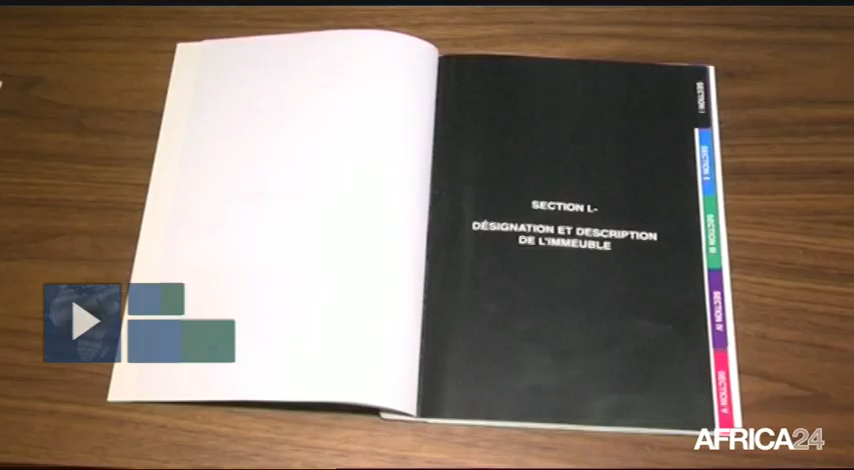 SECTION I.-
DÉSIGNATION ET DESCRIPTION
DE L'IMMEUBLE
SECTION I
SECTION II
SECTION III
SECTION IV
SECTION V
AFRICA24